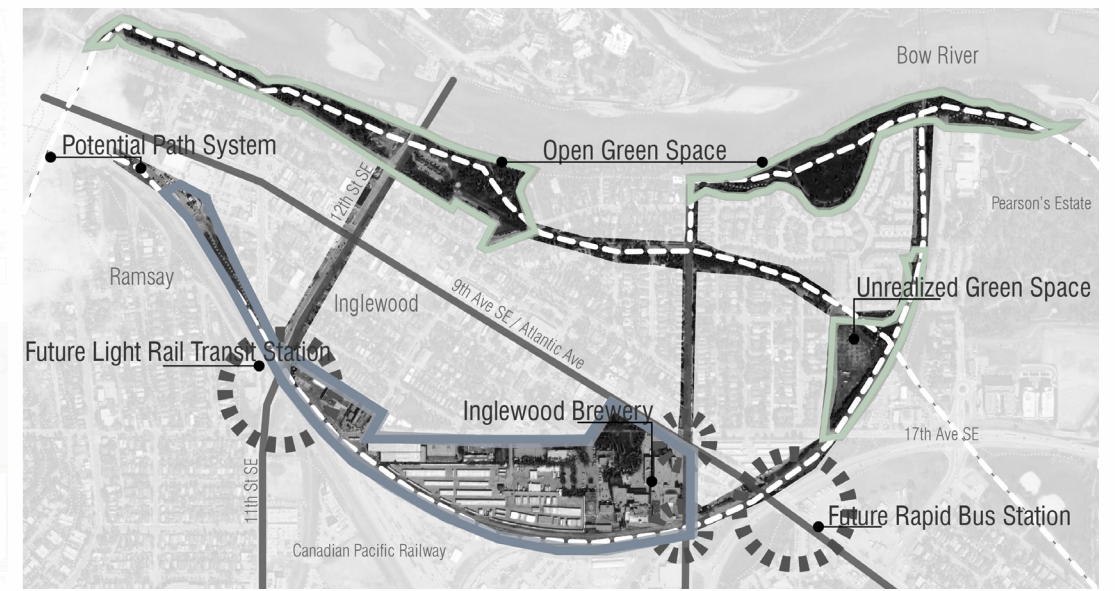 Bow River
Potential Path System
Open Green Space
12th St SE
Pearson's Estate
Ramsay
Inglewood
9th Ave SE / Atlantic Ave
Unrealized Green Space
Future Light Rail Transit Station
Inglewood Brewery
17th Ave SE
11th St SE
Future Rapid Bus Station
Canadian Pacific Railway